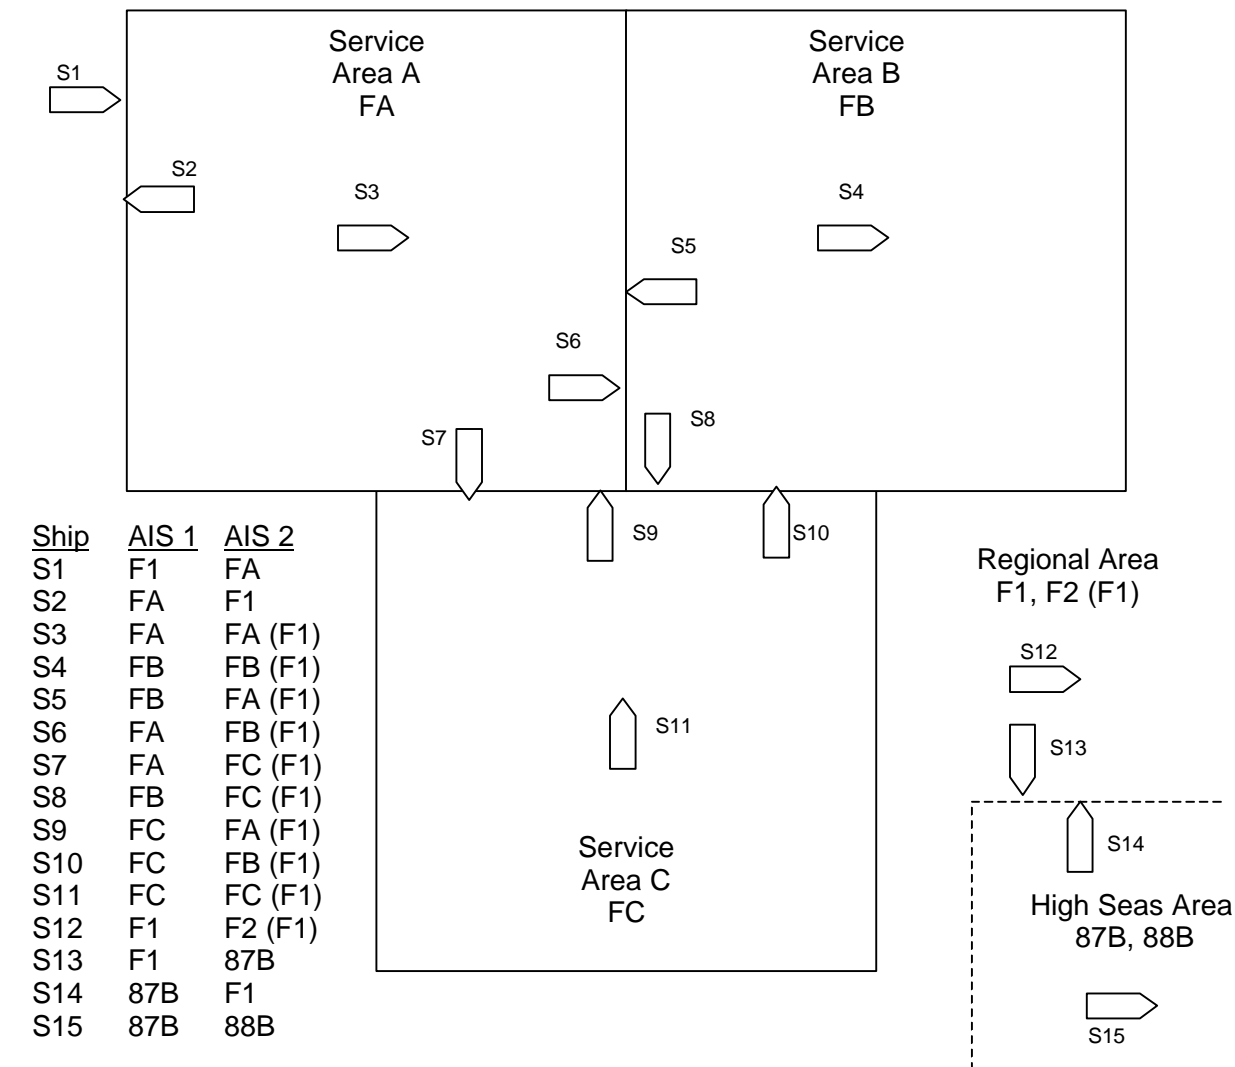 Service
Area A
FA
Service
Area B
FB
S1
S2
S3
S4
S5
S6
S7
S8
S9
S10
Ship AIS 1 AIS 2
S1 F1 FA
S2 FA F1
S3 FA FA (F1)
S4 FB FB (F1)
S5 FB FA (F1)
S6 FA FB (F1)
S7 FA FC (F1)
S8 FB FC (F1)
S9 FC FA (F1)
S10 FC FB (F1)
S11 FC FC (F1)
S12 F1 F2 (F1)
S13 F1 87B
S14 87B F1
S15 87B 88B
S11
Service
Area C
FC
Regional Area
F1, F2 (F1)
S12
S13
S14
High Seas Area
87B, 88B
S15